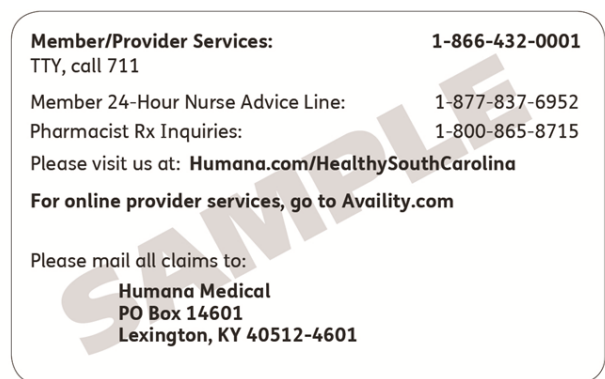 Member/Provider Services: 1-866-432-0001
TTY, call 711
Member 24-Hour Nurse Advice Line: 1-877-837-6952
Pharmacist Rx Inquiries: 1-800-865-8715
Please visit us at: Humana.com/HealthySouthCarolina
For online provider services, go to Availity.com
Please mail all claims to:
Humana Medical
PO Box 14601
Lexington, KY 40512-4601
SAMPLE